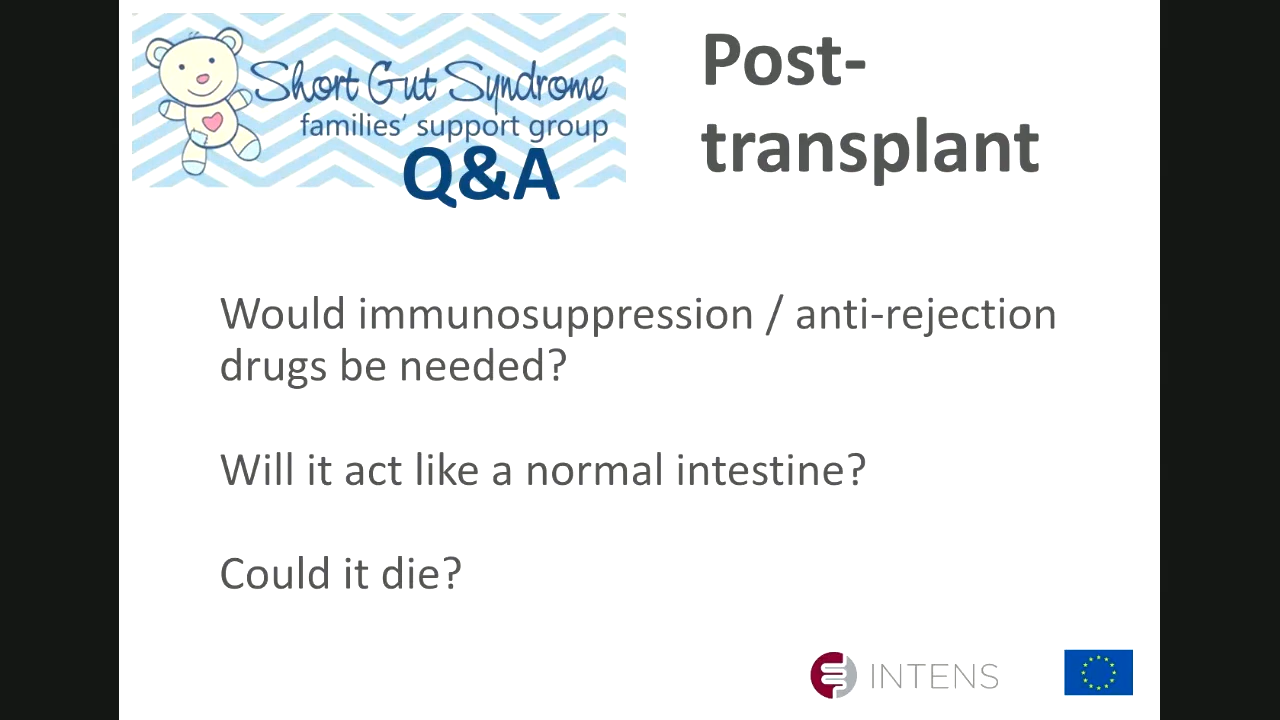 Short Gut Syndrome
families' support group
Q&A
Post-
transplant
Would immunosuppression / anti-rejection
drugs be needed?
Will it act like a normal intestine?
Could it die?
INTENS